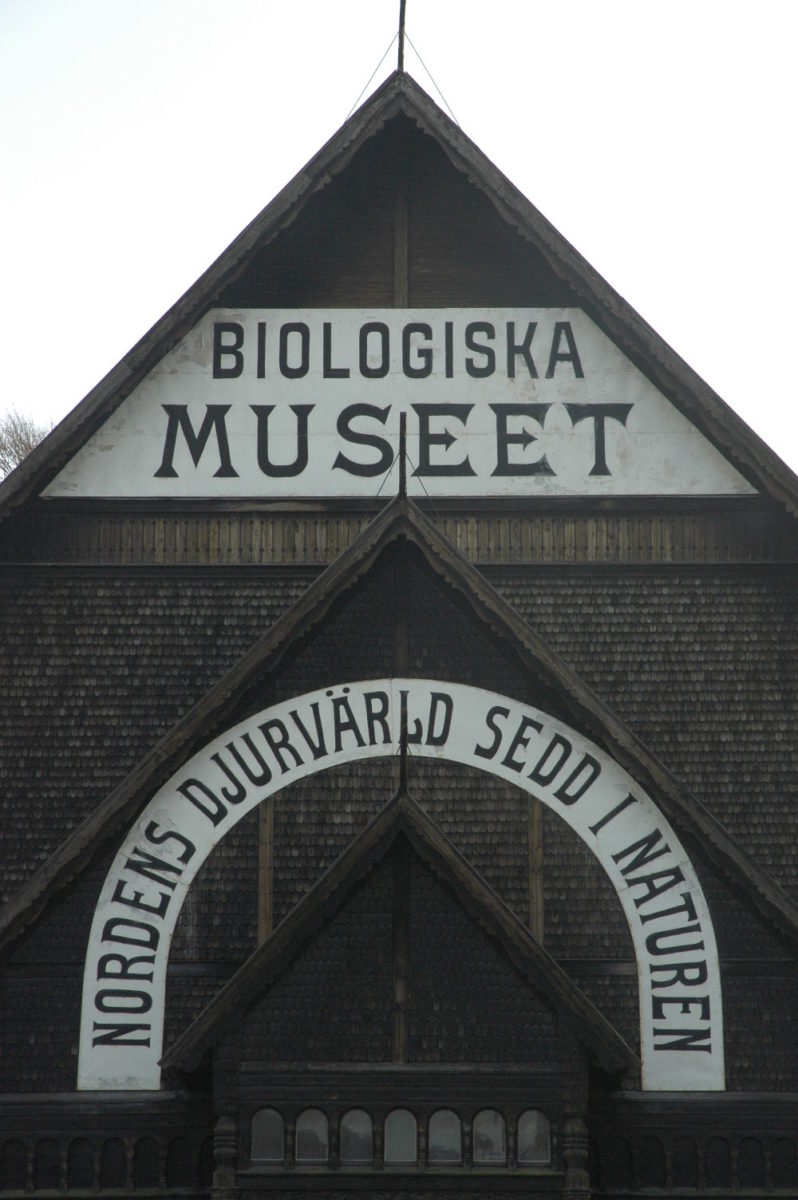 BIOLOGISKA
MUSEET
NORDENS DJURVÄRLD SEDD I NATUREN